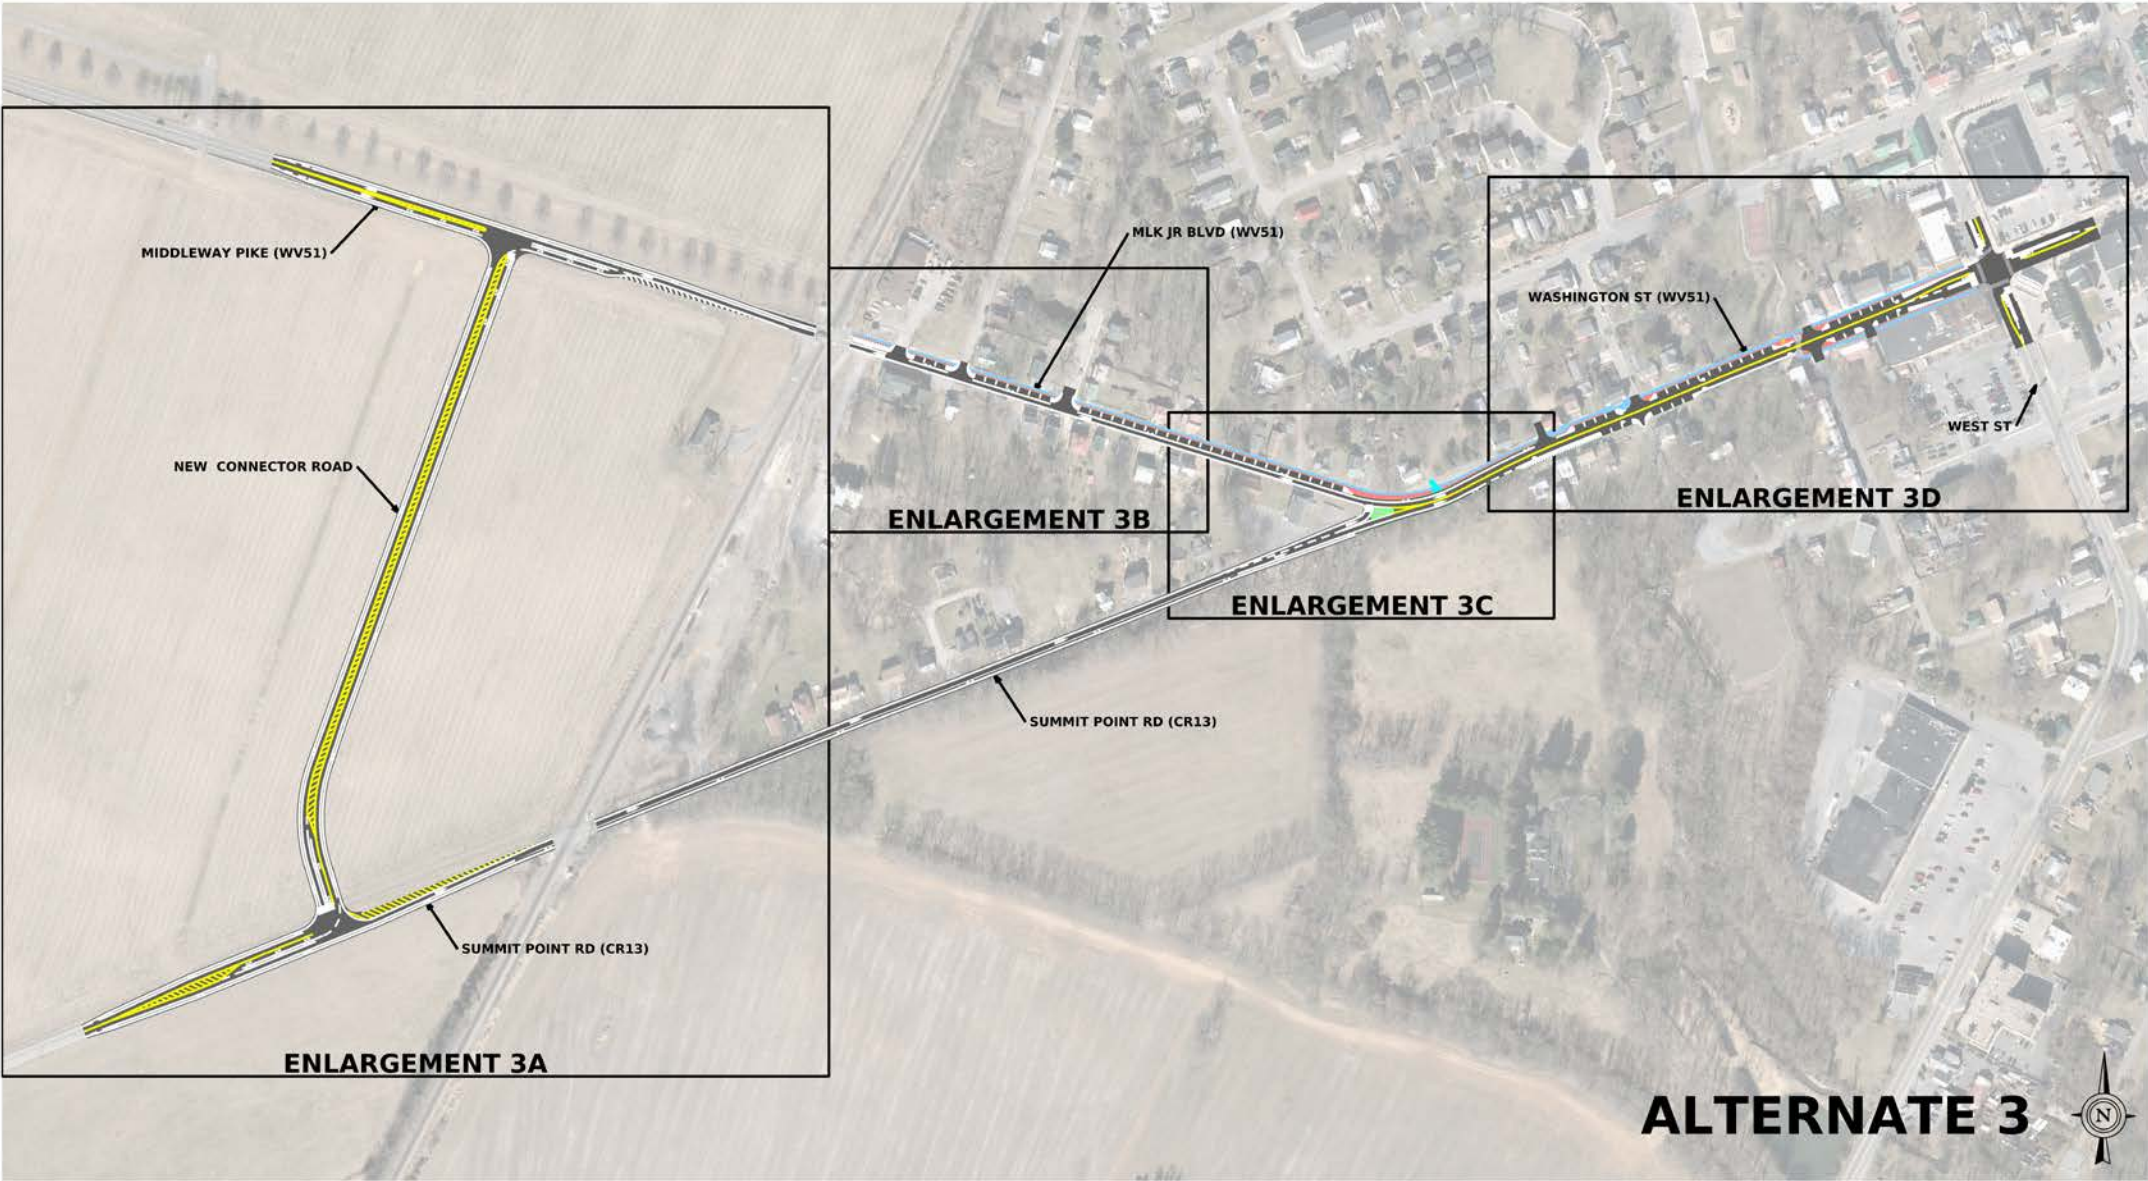 MLK JR BLVD (WV51)
MIDDLEWAY PIKE (WV51)
WASHINGTON ST (WV51)
WEST ST
NEW CONNECTOR ROAD
ENLARGEMENT 3D
ENLARGEMENT 3B
ENLARGEMENT 3C
SUMMIT POINT RD (CR13)
SUMMIT POINT RD (CR13)
ENLARGEMENT 3A
ALTERNATE 3
N